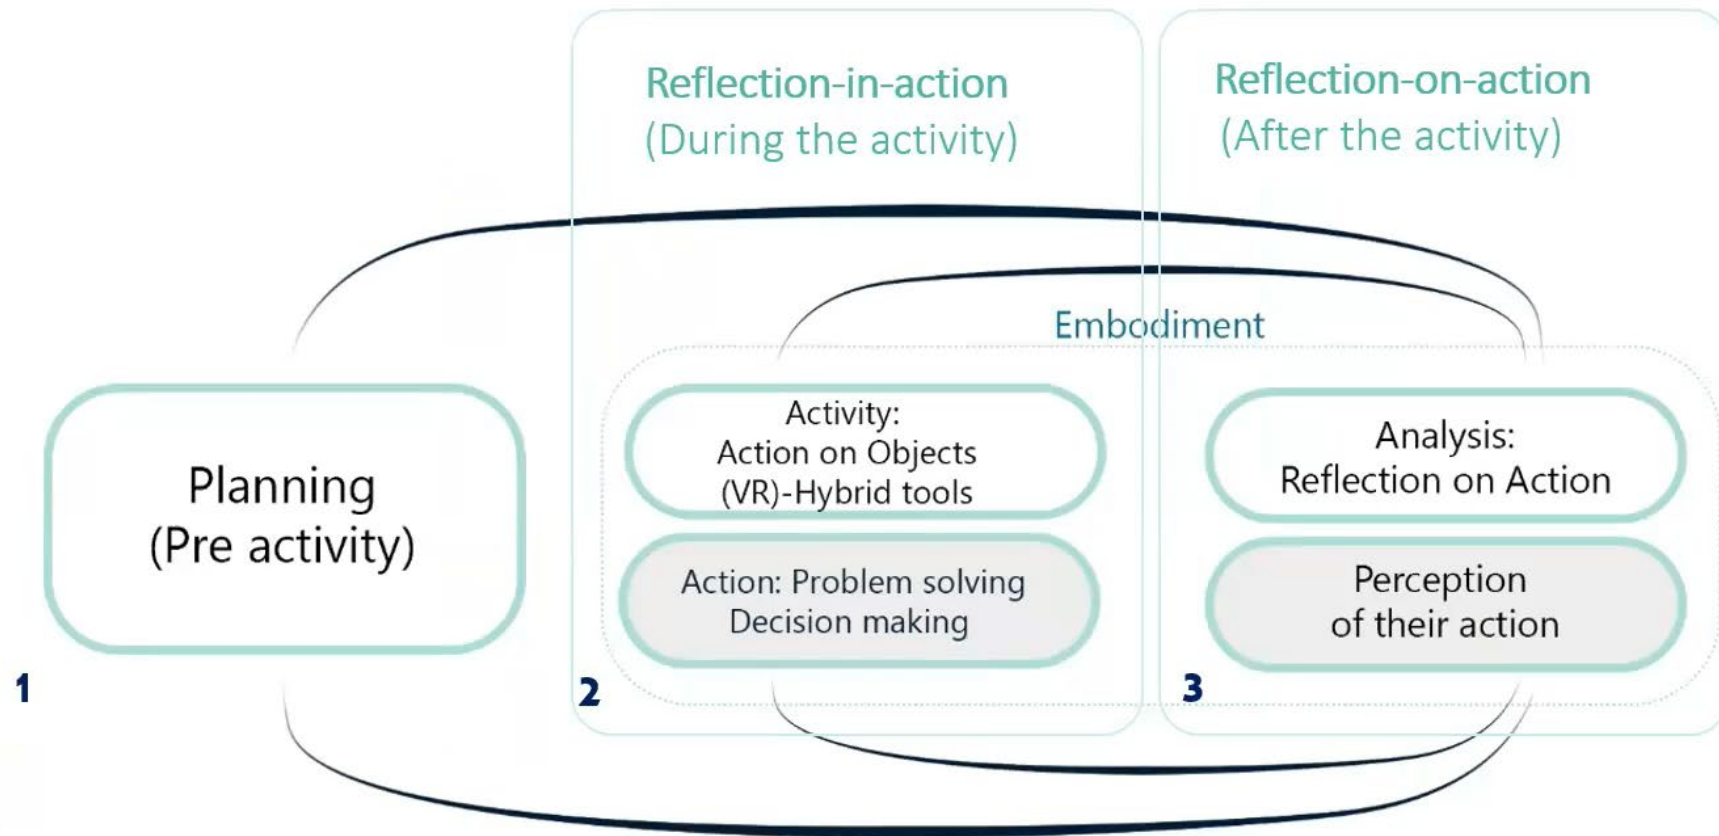 Reflection-in-action
(During the activity)
Reflection-on-action
(After the activity)
Embodiment
Planning
(Pre activity)
1
Activity:
Action on Objects
(VR)-Hybrid tools
Action: Problem solving
Decision making
2
Analysis:
Reflection on Action
Perception
of their action
3